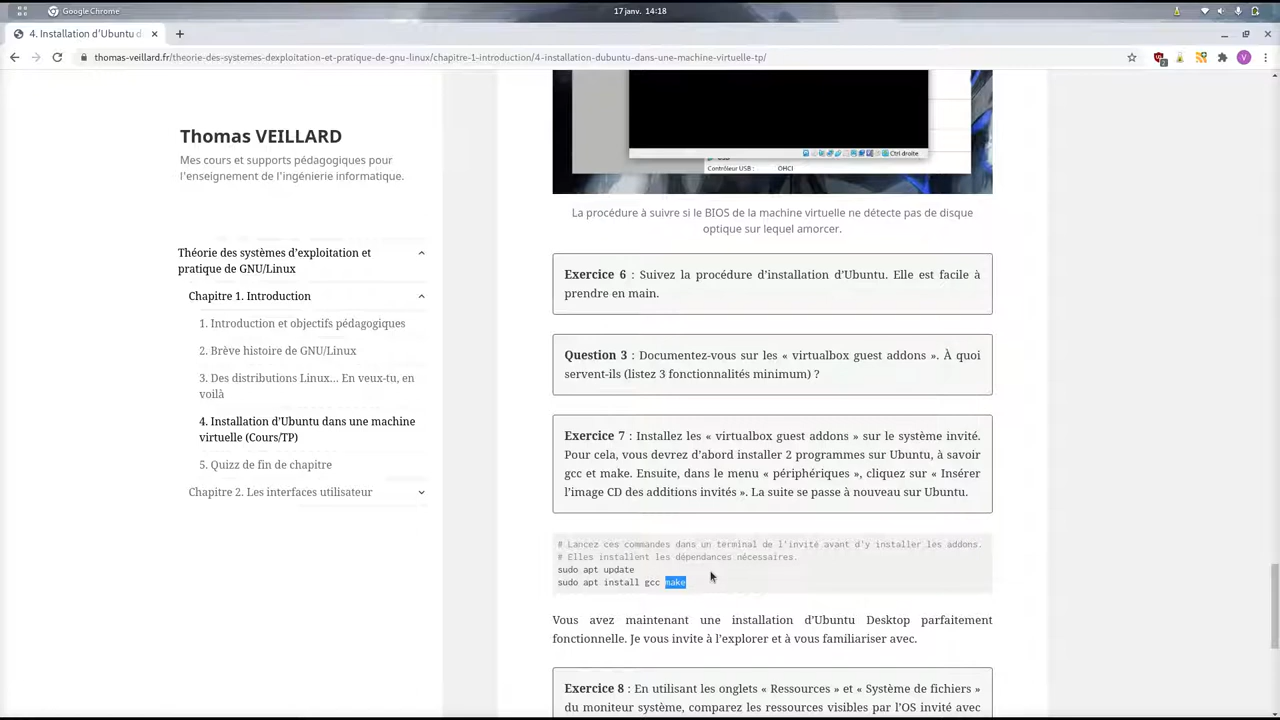 Google Chrome
17 janv. 14:18
4. Installation d'Ubuntu d
thomas-veillard.fr/theorie-des-systemes-dexploitation-et-pratique-de-gnu-linux/chapitre-1-introduction/4-installation-dubuntu-dans-une-machine-virtuelle-tp/
2
V
Thomas VEILLARD
Mes cours et supports pédagogiques pour
l'enseignement de l'ingénierie informatique.
Théorie des systèmes d'exploitation et
pratique de GNU/Linux
Chapitre 1. Introduction
1. Introduction et objectifs pédagogiques
2. Brève histoire de GNU/Linux
3. Des distributions Linux… En veux-tu, en
voilà
4. Installation d'Ubuntu dans une machine
virtuelle (Cours/TP)
5. Quizz de fin de chapitre
Chapitre 2. Les interfaces utilisateur
Ctrl droite
Contrôleur USB : OHCI
La procédure à suivre si le BIOS de la machine virtuelle ne détecte pas de disque
optique sur lequel amorcer.
Exercice 6 : Suivez la procédure d'installation d'Ubuntu. Elle est facile à
prendre en main.
Question 3 : Documentez-vous sur les « virtualbox guest addons ». À quoi
servent-ils (listez 3 fonctionnalités minimum) ?
Exercice 7 : Installez les « virtualbox guest addons » sur le système invité.
Pour cela, vous devrez d'abord installer 2 programmes sur Ubuntu, à savoir
gcc et make. Ensuite, dans le menu « périphériques », cliquez sur « Insérer
l'image CD des additions invités ». La suite se passe à nouveau sur Ubuntu.
# Lancez ces commandes dans un terminal de l'invité avant d'y installer les addons.
# Elles installent les dépendances nécessaires.
sudo apt update
sudo apt install gcc make
Vous avez maintenant une installation d'Ubuntu Desktop parfaitement
fonctionnelle. Je vous invite à l'explorer et à vous familiariser avec.
Exercice 8 : En utilisant les onglets « Ressources » et « Système de fichiers »
du moniteur système, comparez les ressources visibles par l'OS invité avec